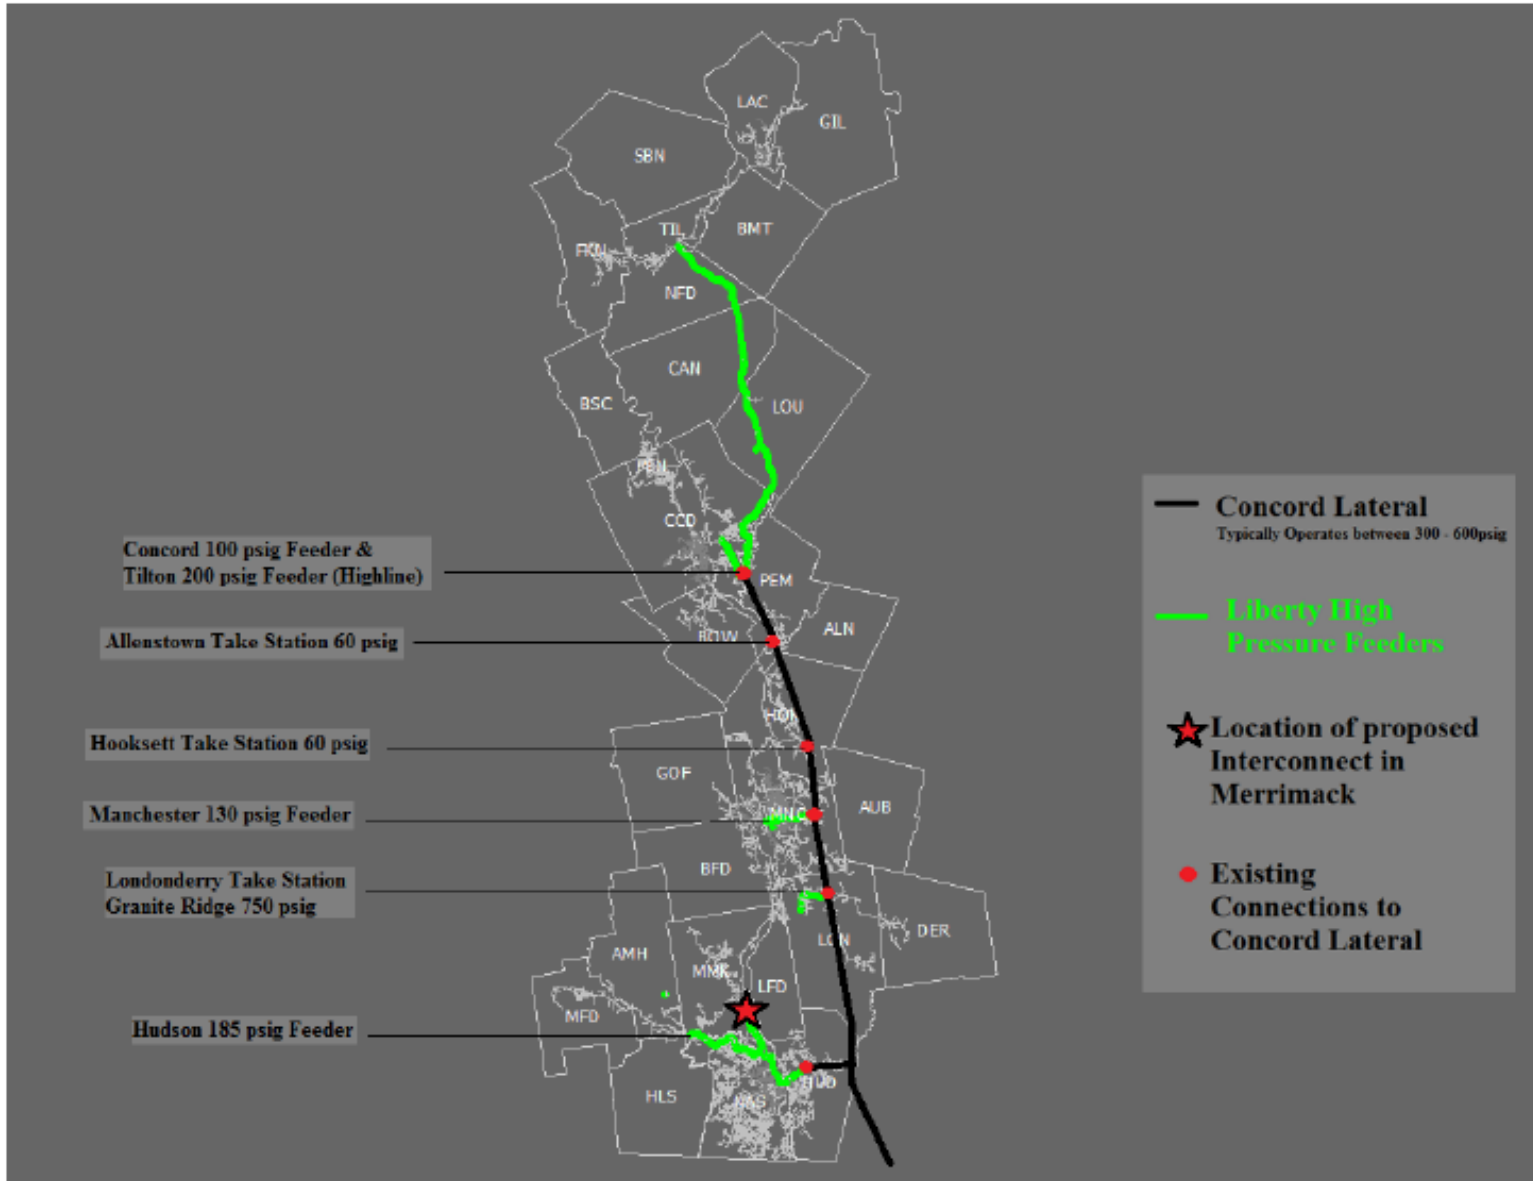 LAC
GIL
SBN
TIL
BMT
FKN
NFD
CAN
BSC
LOU
CCD
Concord 100 psig Feeder &
Tilton 200 psig Feeder (Highline)
PEM
Allenstown Take Station 60 psig
BOW
ALN
Hooksett Take Station 60 psig
GOF
Manchester 130 psig Feeder
AUB
BFD
Londonderry Take Station
Granite Ridge 750 psig
DER
LON
AMH
MMK
LFD
MFD
Hudson 185 psig Feeder
HUD
HLS
NAS
Concord Lateral
Typically Operates between 300 - 600psig
Liberty High
Pressure Feeders
Location of proposed
Interconnect in
Merrimack
Existing
Connections to
Concord Lateral